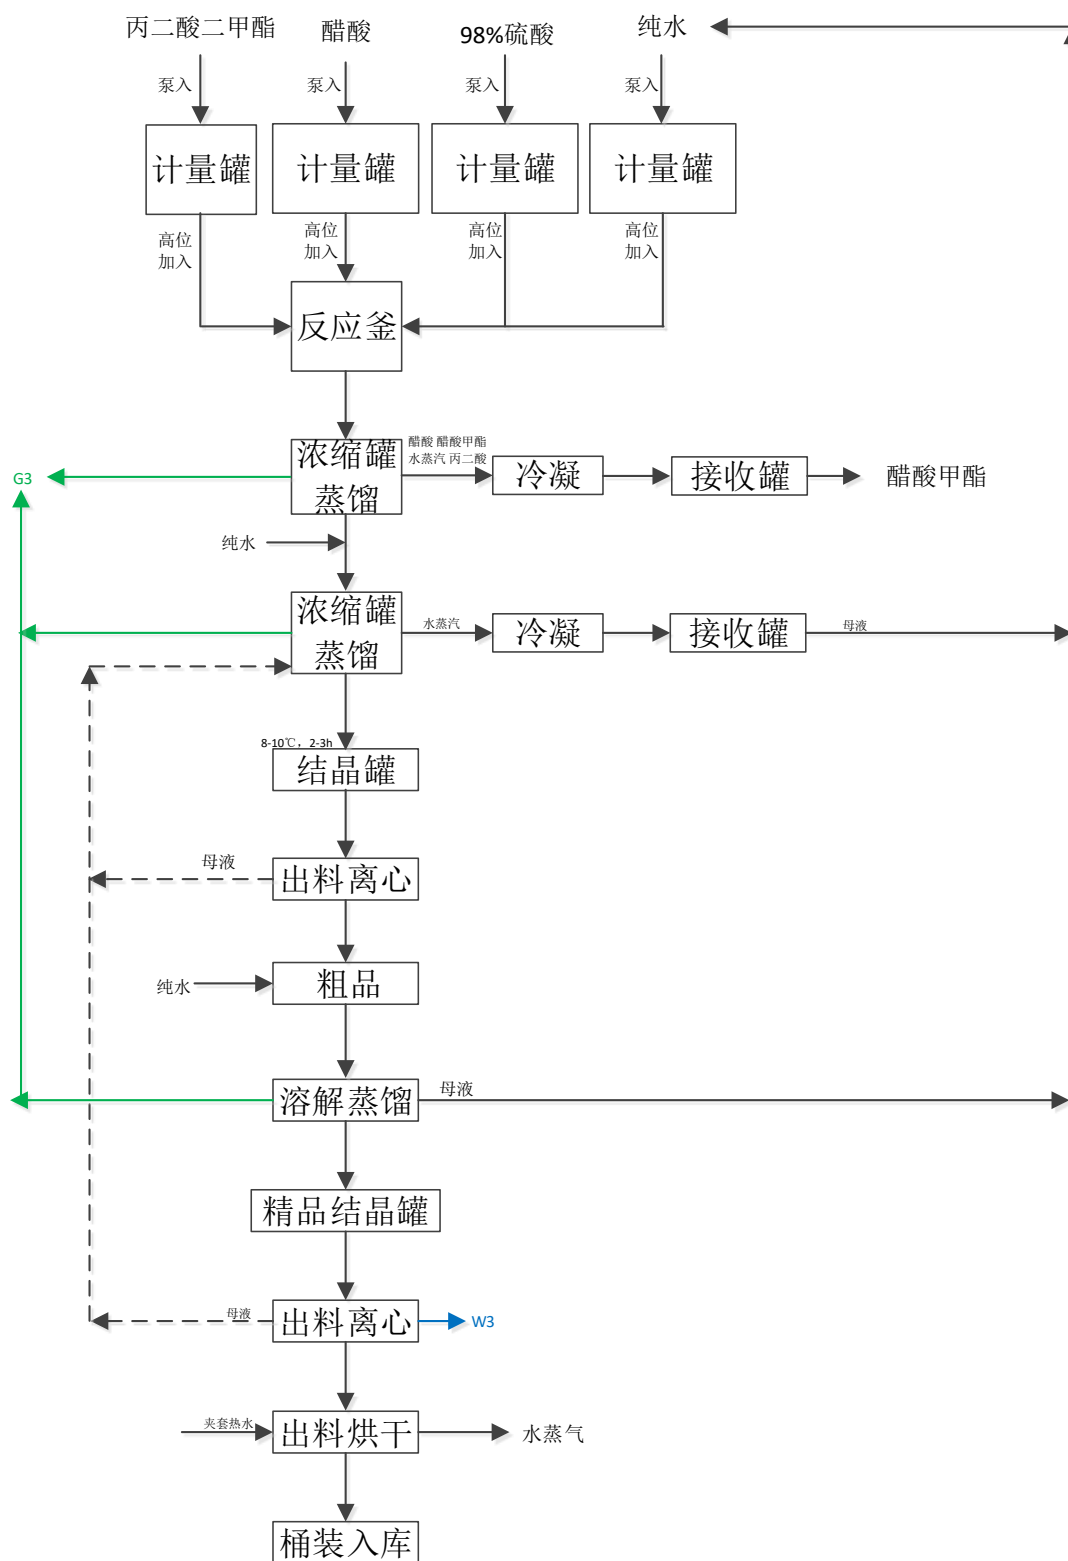 丙二酸二甲酯
醋酸
98%硫酸
纯水
泵入
泵入
泵入
泵入
计量罐
计量罐
计量罐
计量罐
高位
加入
高位
加入
高位
加入
高位
加入
反应釜
浓缩罐
蒸馏
醋酸 醋酸甲酯
水蒸汽 丙二酸
冷凝
接收罐
醋酸甲酯
G3
纯水
浓缩罐
蒸馏
水蒸汽
冷凝
接收罐
母液
8-10℃，2-3h
结晶罐
母液
出料离心
纯水
粗品
溶解蒸馏
母液
精品结晶罐
母液
出料离心
W3
夹套热水
出料烘干
水蒸气
桶装入库